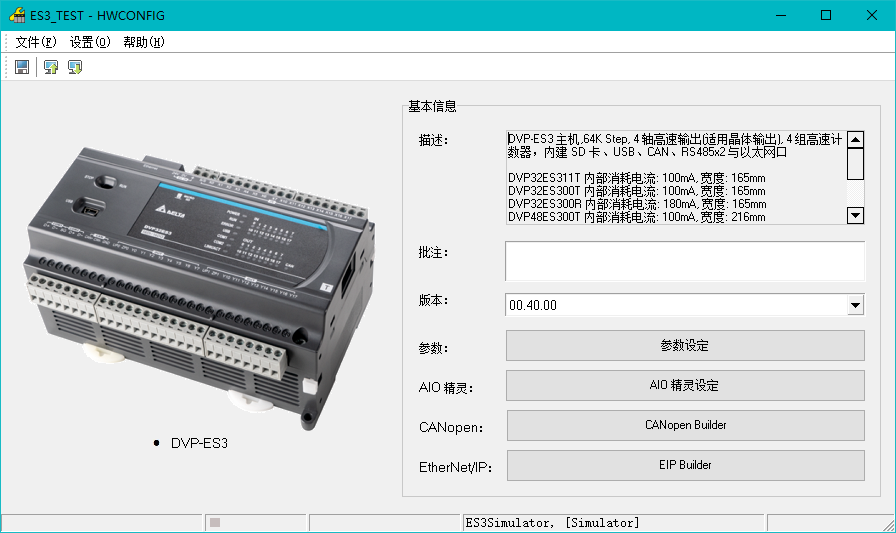 ES3_TEST - HWCONFIG
文件(F) 设置(O) 帮助(H)
基本信息
描述:
DVP-ES3 主机,,64K Step, 4 轴高速输出(适用晶体输出), 4 组高速计
数器，内建 SD 卡、USB、CAN、RS485x2 与以太网口
DVP32ES311T 内部消耗电流: 100mA, 宽度: 165mm
DVP32ES300T 内部消耗电流: 100mA, 宽度: 165mm
DVP32ES300R 内部消耗电流: 180mA, 宽度: 165mm
DVP48ES300T 内部消耗电流: 100mA, 宽度: 216mm
批注:
版本:
00.40.00
参数:
参数设定
AIO 精灵:
AIO 精灵设定
CANopen:
CANopen Builder
EtherNet/IP:
EIP Builder
DELTA
DVP32ES3
• DVP-ES3
ES3Simulator, [Simulator]